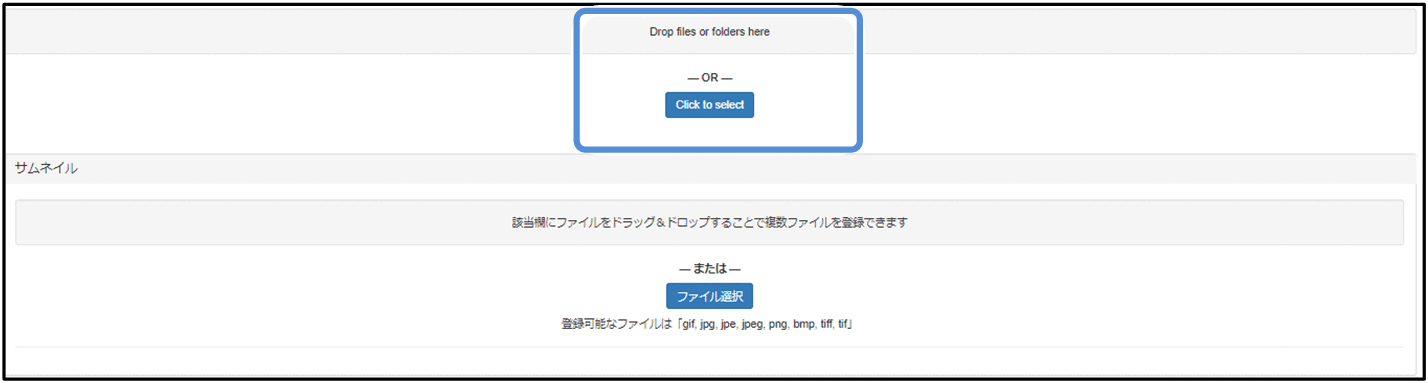 Drop files or folders here
— OR —
Click to select
サムネイル
該当欄にファイルをドラッグ＆ドロップすることで複数ファイルを登録できます
— または —
ファイル選択
登録可能なファイルは「gif, jpg, jpe, jpeg, png, bmp, tiff, tif」